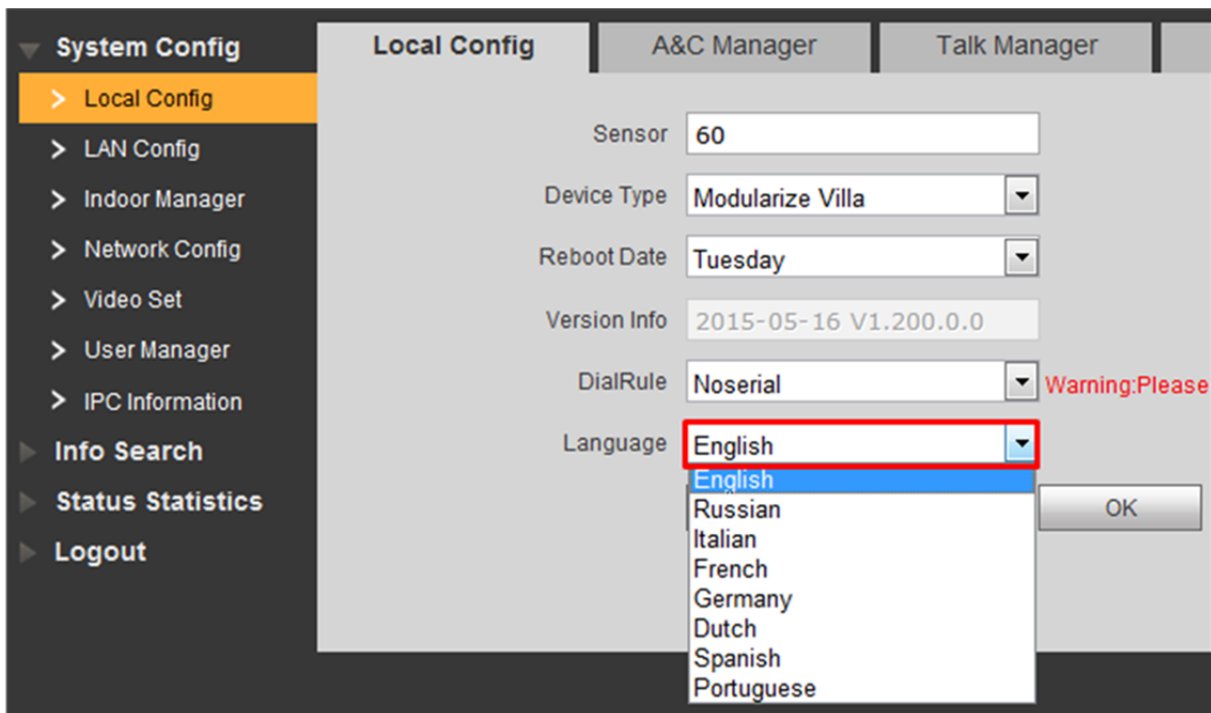 System Config
Local Config
LAN Config
Indoor Manager
Network Config
Video Set
User Manager
IPC Information
Info Search
Status Statistics
Logout
Local Config A&C Manager Talk Manager
Sensor 60
Device Type Modularize Villa
Reboot Date Tuesday
Version Info 2015-05-16 V1.200.0.0
DialRule Noserial Warning:Please
Language English
English
Russian
Italian
French
Germany
Dutch
Spanish
Portuguese
OK